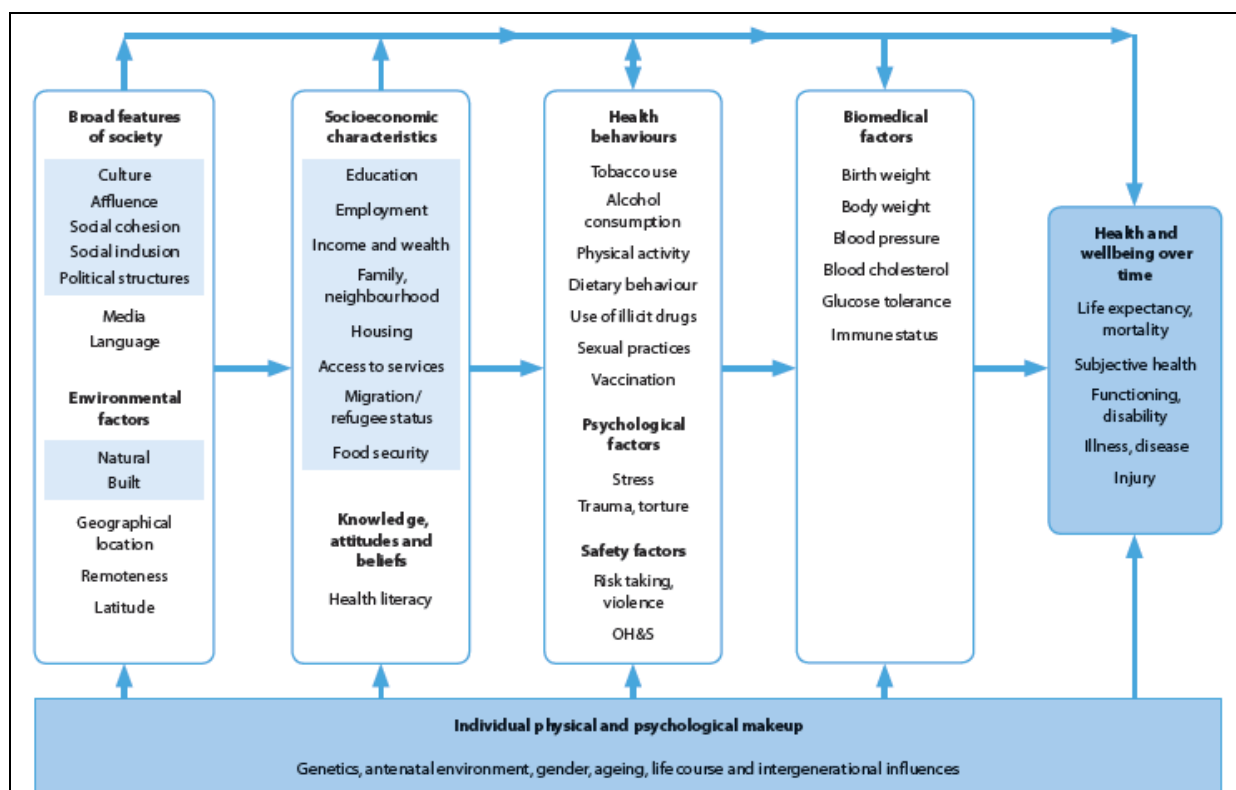 Broad features
of society
Culture
Affluence
Social cohesion
Social inclusion
Political structures
Media
Language
Environmental
factors
Natural
Built
Geographical
location
Remoteness
Latitude
Socioeconomic
characteristics
Education
Employment
Income and wealth
Family,
neighbourhood
Housing
Access to services
Migration/
refugee status
Food security
Knowledge,
attitudes and
beliefs
Health literacy
Health
behaviours
Tobacco use
Alcohol
consumption
Physical activity
Dietary behaviour
Use of illicit drugs
Sexual practices
Vaccination
Psychological
factors
Stress
Trauma, torture
Safety factors
Risk taking,
violence
OH&S
Biomedical
factors
Birth weight
Body weight
Blood pressure
Blood cholesterol
Glucose tolerance
Immune status
Health and
wellbeing over
time
Life expectancy,
mortality
Subjective health
Functioning,
disability
Illness, disease
Injury
Individual physical and psychological makeup
Genetics, antenatal environment, gender, ageing, life course and intergenerational influences